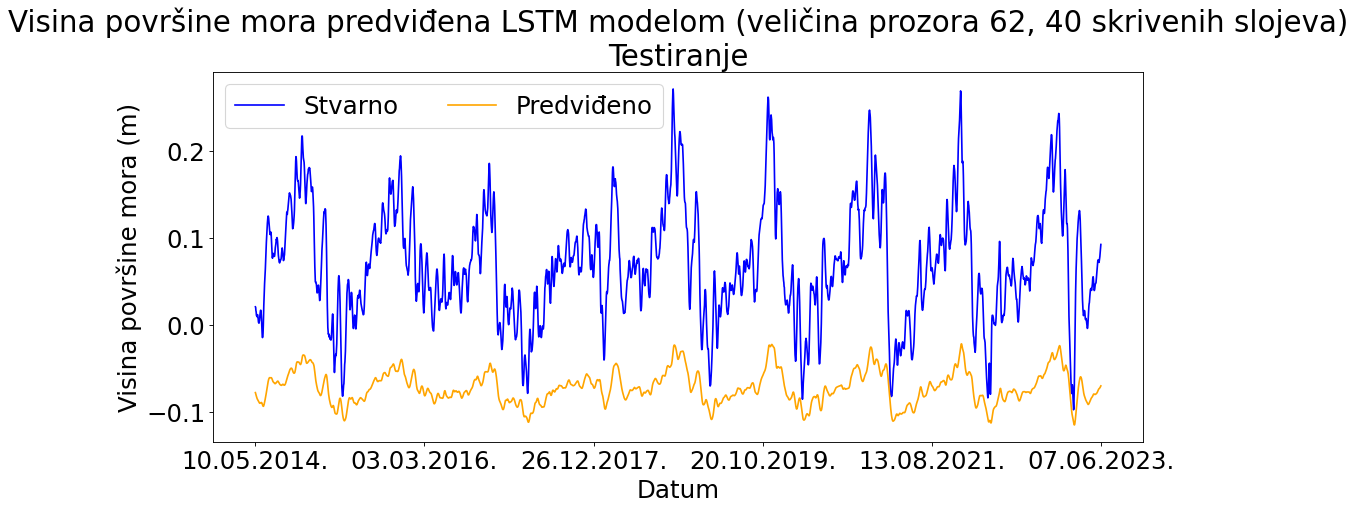 Visina površine mora predviđena LSTM modelom (veličina prozora 62, 40 skrivenih slojeva)
Testiranje
Stvarno
Predviđeno
Visina površine mora (m)
0.2
0.1
0.0
−0.1
10.05.2014.
03.03.2016.
26.12.2017.
20.10.2019.
13.08.2021.
07.06.2023.
Datum